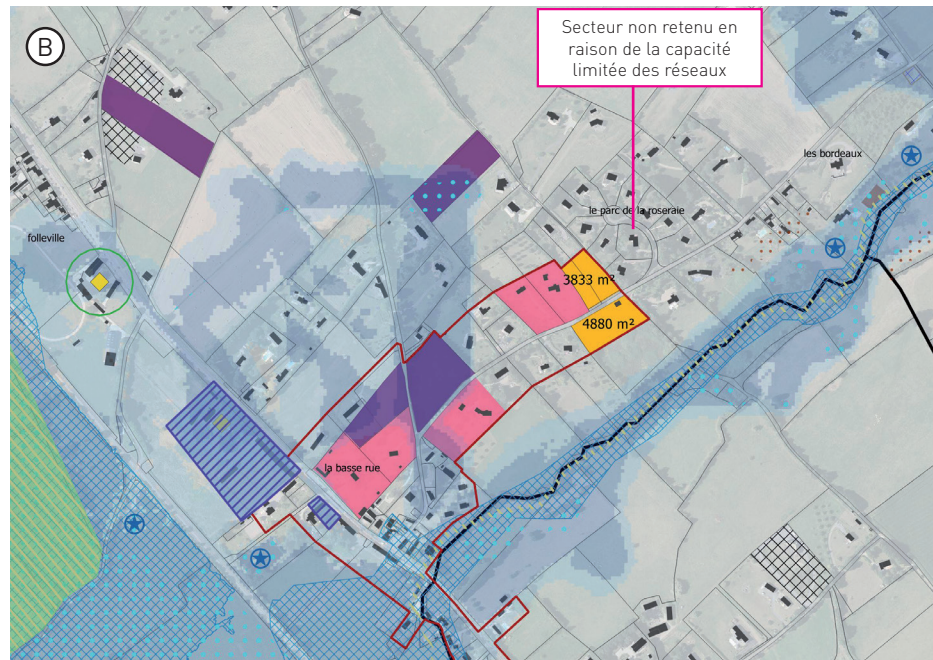 B
Secteur non retenu en
raison de la capacité
limitée des réseaux
les bordeaux
le parc de la roseraie
folleville
3833 m²
4880 m²
la basse rue